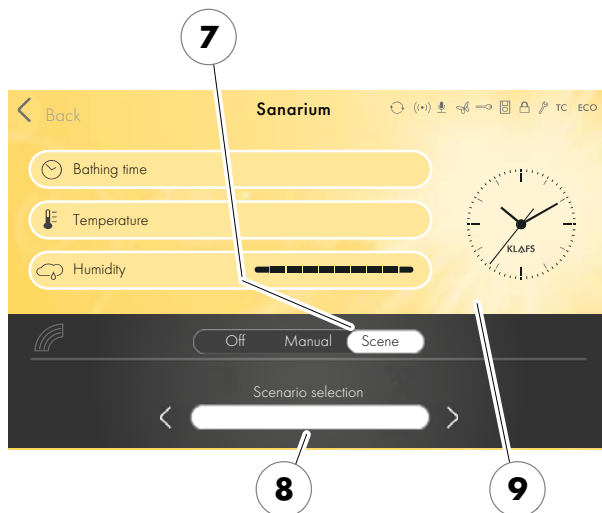 7
Back Sanarium TC ECO
Bathing time
Temperature
Humidity
KLAFS
Off Manual Scene
Scenario selection
8 9